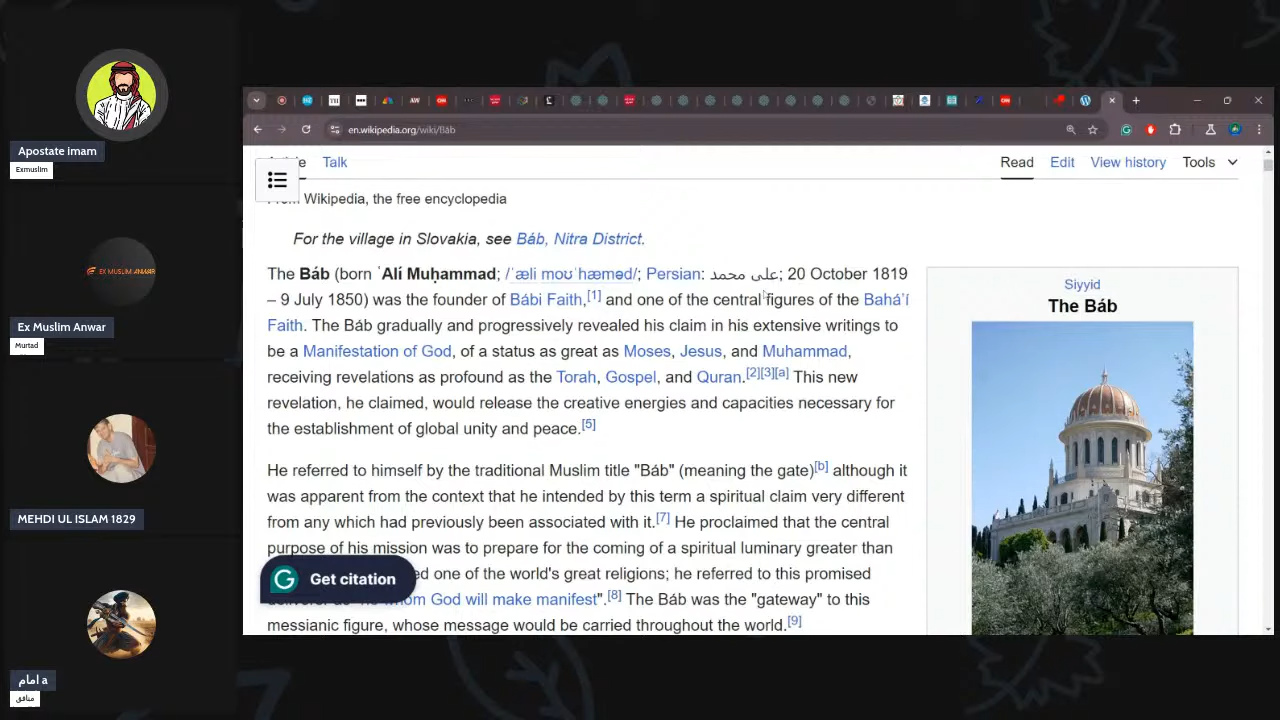 Apostate imam
Exmuslim
EX MUSLIM ANWAR
Ex Muslim Anwar
Murtad
MEHDI UL ISLAM 1829
امام a
منافق
en.wikipedia.org/wiki/Báb
Talk
Read Edit View history Tools
Wikipedia, the free encyclopedia
For the village in Slovakia, see Báb, Nitra District.
The Báb (born ʿAlí Muḥammad; /ˈæli moʊˈhæməd/; Persian: علی محمد; 20 October 1819
– 9 July 1850) was the founder of Bábi Faith,[1] and one of the central figures of the Baháʼí
Faith. The Báb gradually and progressively revealed his claim in his extensive writings to
be a Manifestation of God, of a status as great as Moses, Jesus, and Muhammad,
receiving revelations as profound as the Torah, Gospel, and Quran.[2][3][a] This new
revelation, he claimed, would release the creative energies and capacities necessary for
the establishment of global unity and peace.[5]
He referred to himself by the traditional Muslim title "Báb" (meaning the gate)[b] although it
was apparent from the context that he intended by this term a spiritual claim very different
from any which had previously been associated with it.[7] He proclaimed that the central
purpose of his mission was to prepare for the coming of a spiritual luminary greater than
ed one of the world's great religions; he referred to this promised
whom God will make manifest".[8] The Báb was the "gateway" to this
messianic figure, whose message would be carried throughout the world.[9]
Get citation
Siyyid
The Báb